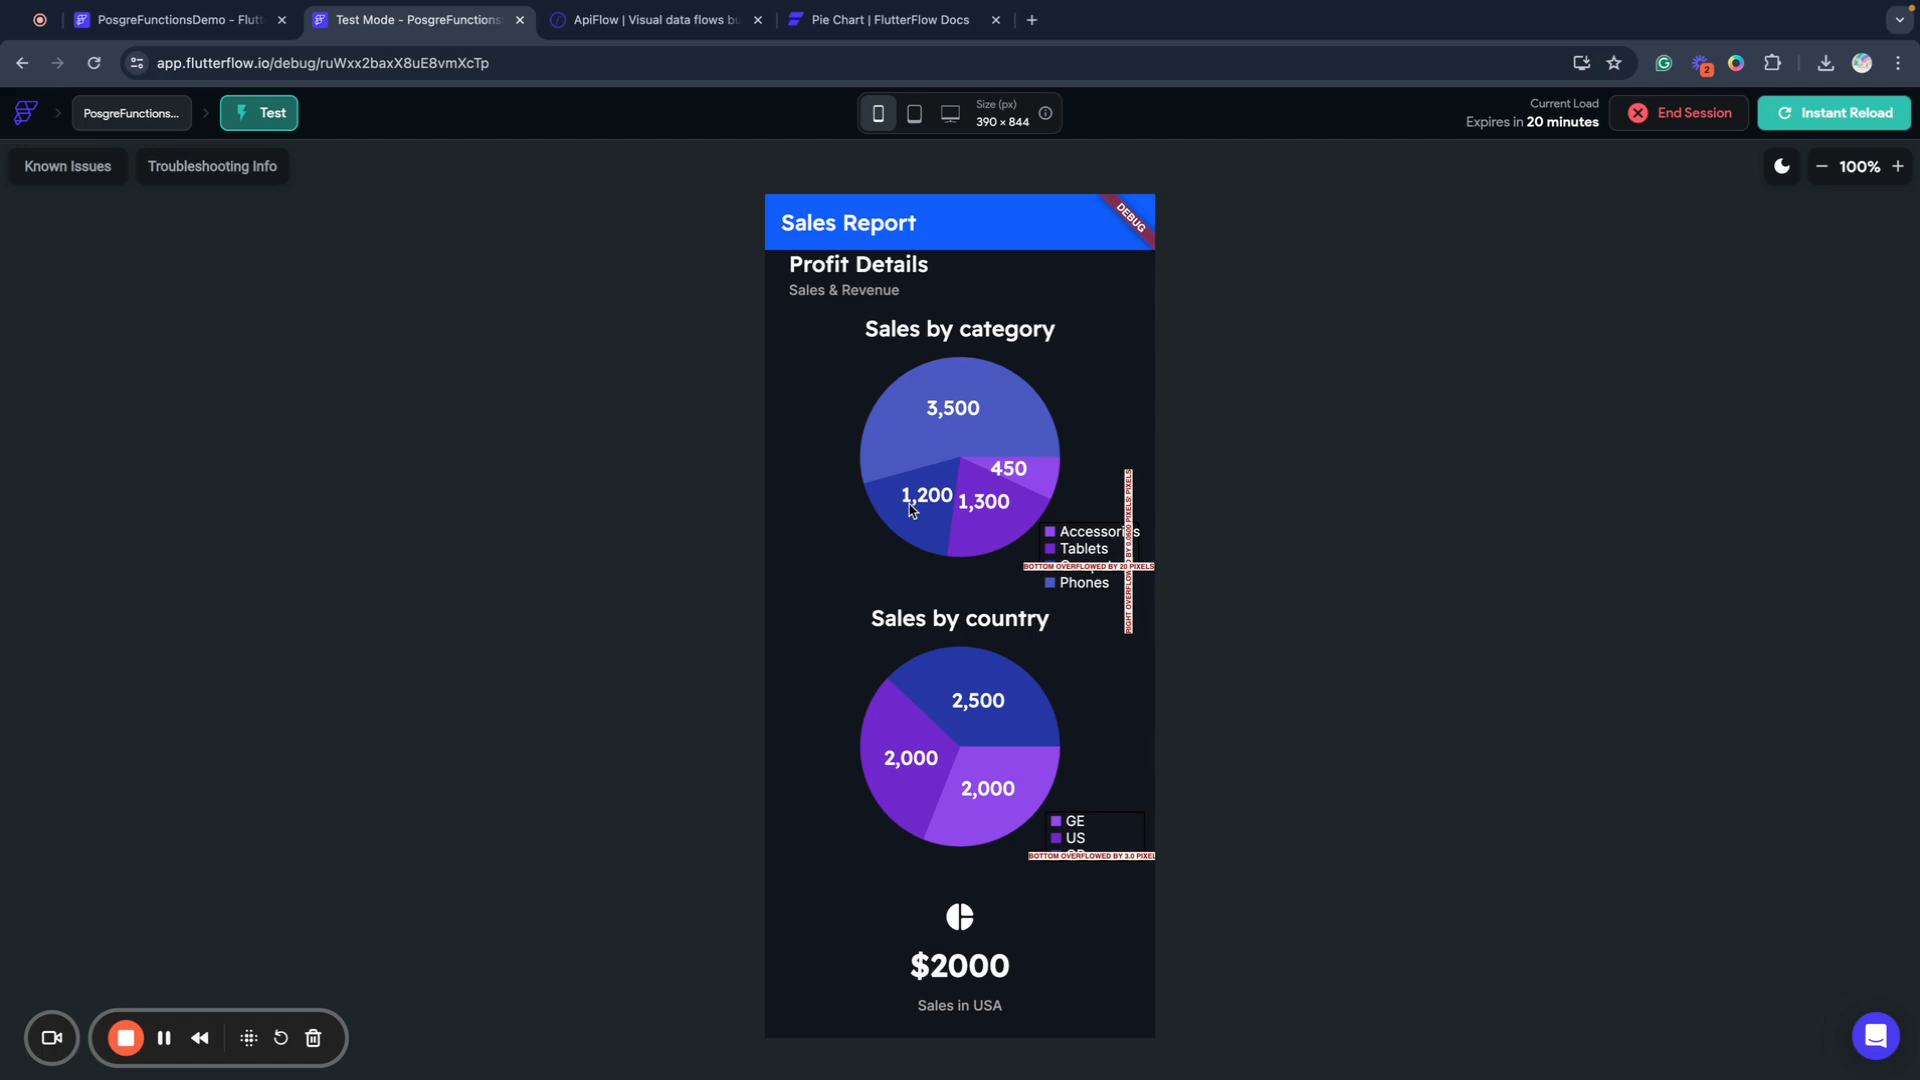 PosgreFunctionsDemo - Flutt
Test Mode - PosgreFunctions
ApiFlow | Visual data flows bu
Pie Chart | FlutterFlow Docs
app.flutterflow.io/debug/ruWxx2baxX8uE8vmXcTp
2
PosgreFunctions...
Test
Size (px)
390 × 844
Current Load
Expires in 20 minutes
End Session
Instant Reload
Known Issues
Troubleshooting Info
100%
Sales Report
DEBUG
Profit Details
Sales & Revenue
Sales by category
3,500
450
1,200
1,300
Accessories
Tablets
BOTTOM OVERFLOWED BY 20 PIXELS
Phones
Sales by country
2,500
2,000
2,000
GE
US
BOTTOM OVERFLOWED BY 3.0 PIXEL
$2000
Sales in USA